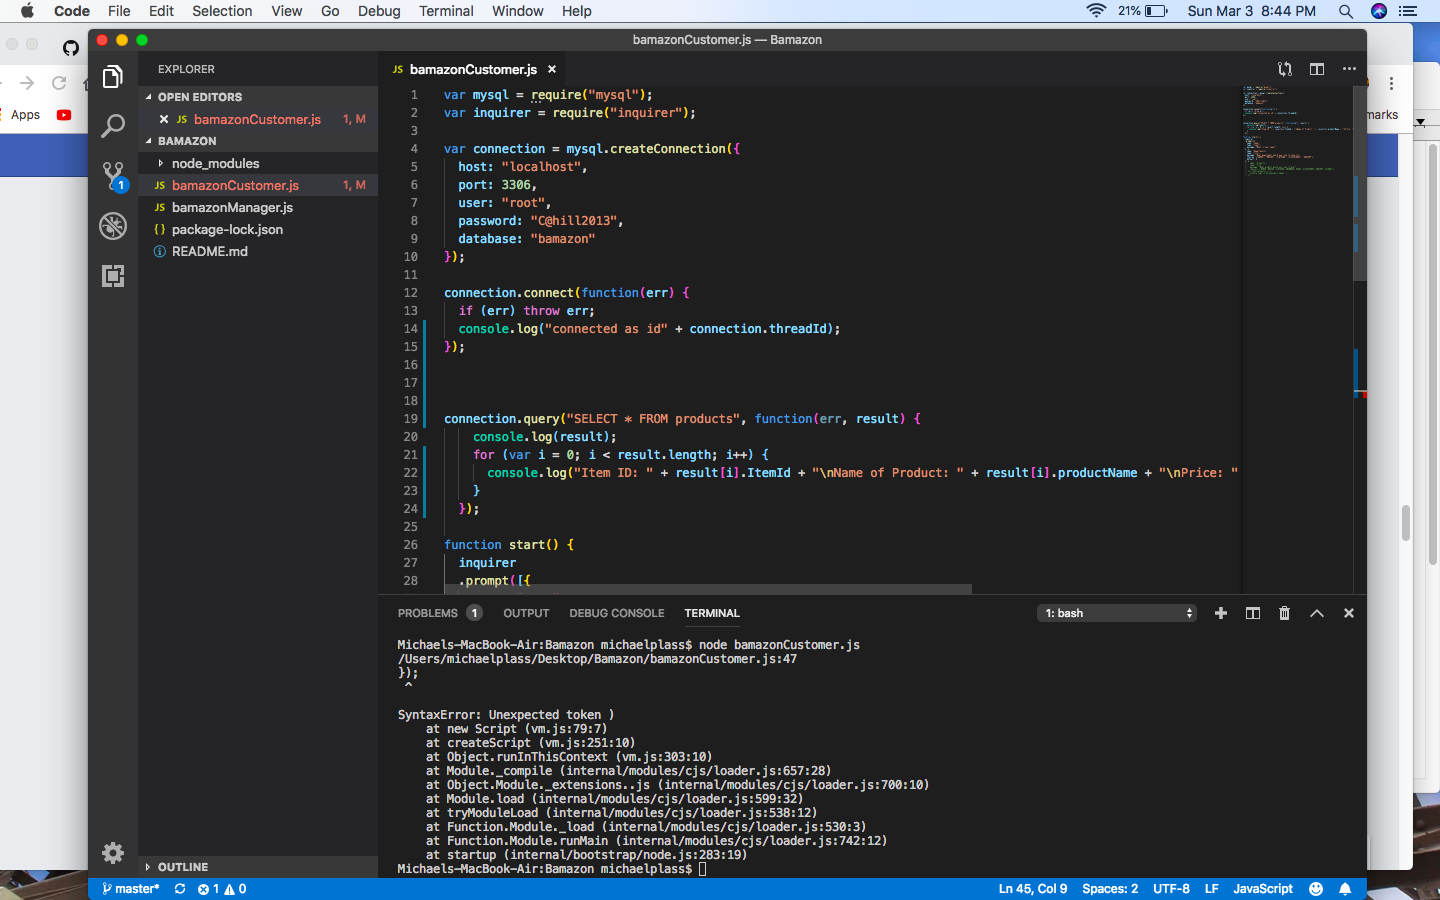 Code File Edit Selection View Go Debug Terminal Window Help 21% Sun Mar 3 8:44 PM
bamazonCustomer.js — Bamazon
Apps
marks
EXPLORER
OPEN EDITORS
JS bamazonCustomer.js 1, M
BAMAZON
node_modules
JS bamazonCustomer.js 1, M
JS bamazonManager.js
{} package-lock.json
README.md
OUTLINE
1
JS bamazonCustomer.js
1 var mysql = require("mysql");
2 var inquirer = require("inquirer");
3
4 var connection = mysql.createConnection({
5 host: "localhost",
6 port: 3306,
7 user: "root",
8 password: "C@hill2013",
9 database: "bamazon"
10 });
11
12 connection.connect(function(err) {
13 if (err) throw err;
14 console.log("connected as id" + connection.threadId);
15 });
16
17
18
19 connection.query("SELECT * FROM products", function(err, result) {
20 console.log(result);
21 for (var i = 0; i < result.length; i++) {
22 console.log("Item ID: " + result[i].ItemId + "\nName of Product: " + result[i].productName + "\nPrice: "
23 }
24 });
25
26 function start() {
27 inquirer
28 .prompt([{
PROBLEMS 1 OUTPUT DEBUG CONSOLE TERMINAL 1: bash
Michaels-MacBook-Air:Bamazon michaelplass$ node bamazonCustomer.js
/Users/michaelplass/Desktop/Bamazon/bamazonCustomer.js:47
});
^
SyntaxError: Unexpected token )
at new Script (vm.js:79:7)
at createScript (vm.js:251:10)
at Object.runInThisContext (vm.js:303:10)
at Module._compile (internal/modules/cjs/loader.js:657:28)
at Object.Module._extensions..js (internal/modules/cjs/loader.js:700:10)
at Module.load (internal/modules/cjs/loader.js:599:32)
at tryModuleLoad (internal/modules/cjs/loader.js:538:12)
at Function.Module._load (internal/modules/cjs/loader.js:530:3)
at Function.Module.runMain (internal/modules/cjs/loader.js:742:12)
at startup (internal/bootstrap/node.js:283:19)
Michaels-MacBook-Air:Bamazon michaelplass$
master* 1 0 Ln 45, Col 9 Spaces: 2 UTF-8 LF JavaScript